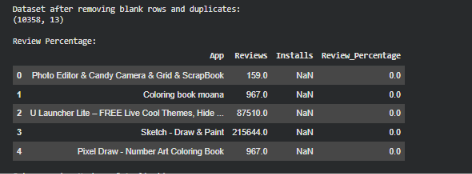 Dataset after removing blank rows and duplicates:
(10358, 13)
Review Percentage:
App Reviews Installs Review_Percentage
0 Photo Editor & Candy Camera & Grid & ScrapBook 159.0 NaN 0.0
1 Coloring book moana 967.0 NaN 0.0
2 U Launcher Lite – FREE Live Cool Themes, Hide ... 87510.0 NaN 0.0
3 Sketch - Draw & Paint 215644.0 NaN 0.0
4 Pixel Draw - Number Art Coloring Book 967.0 NaN 0.0